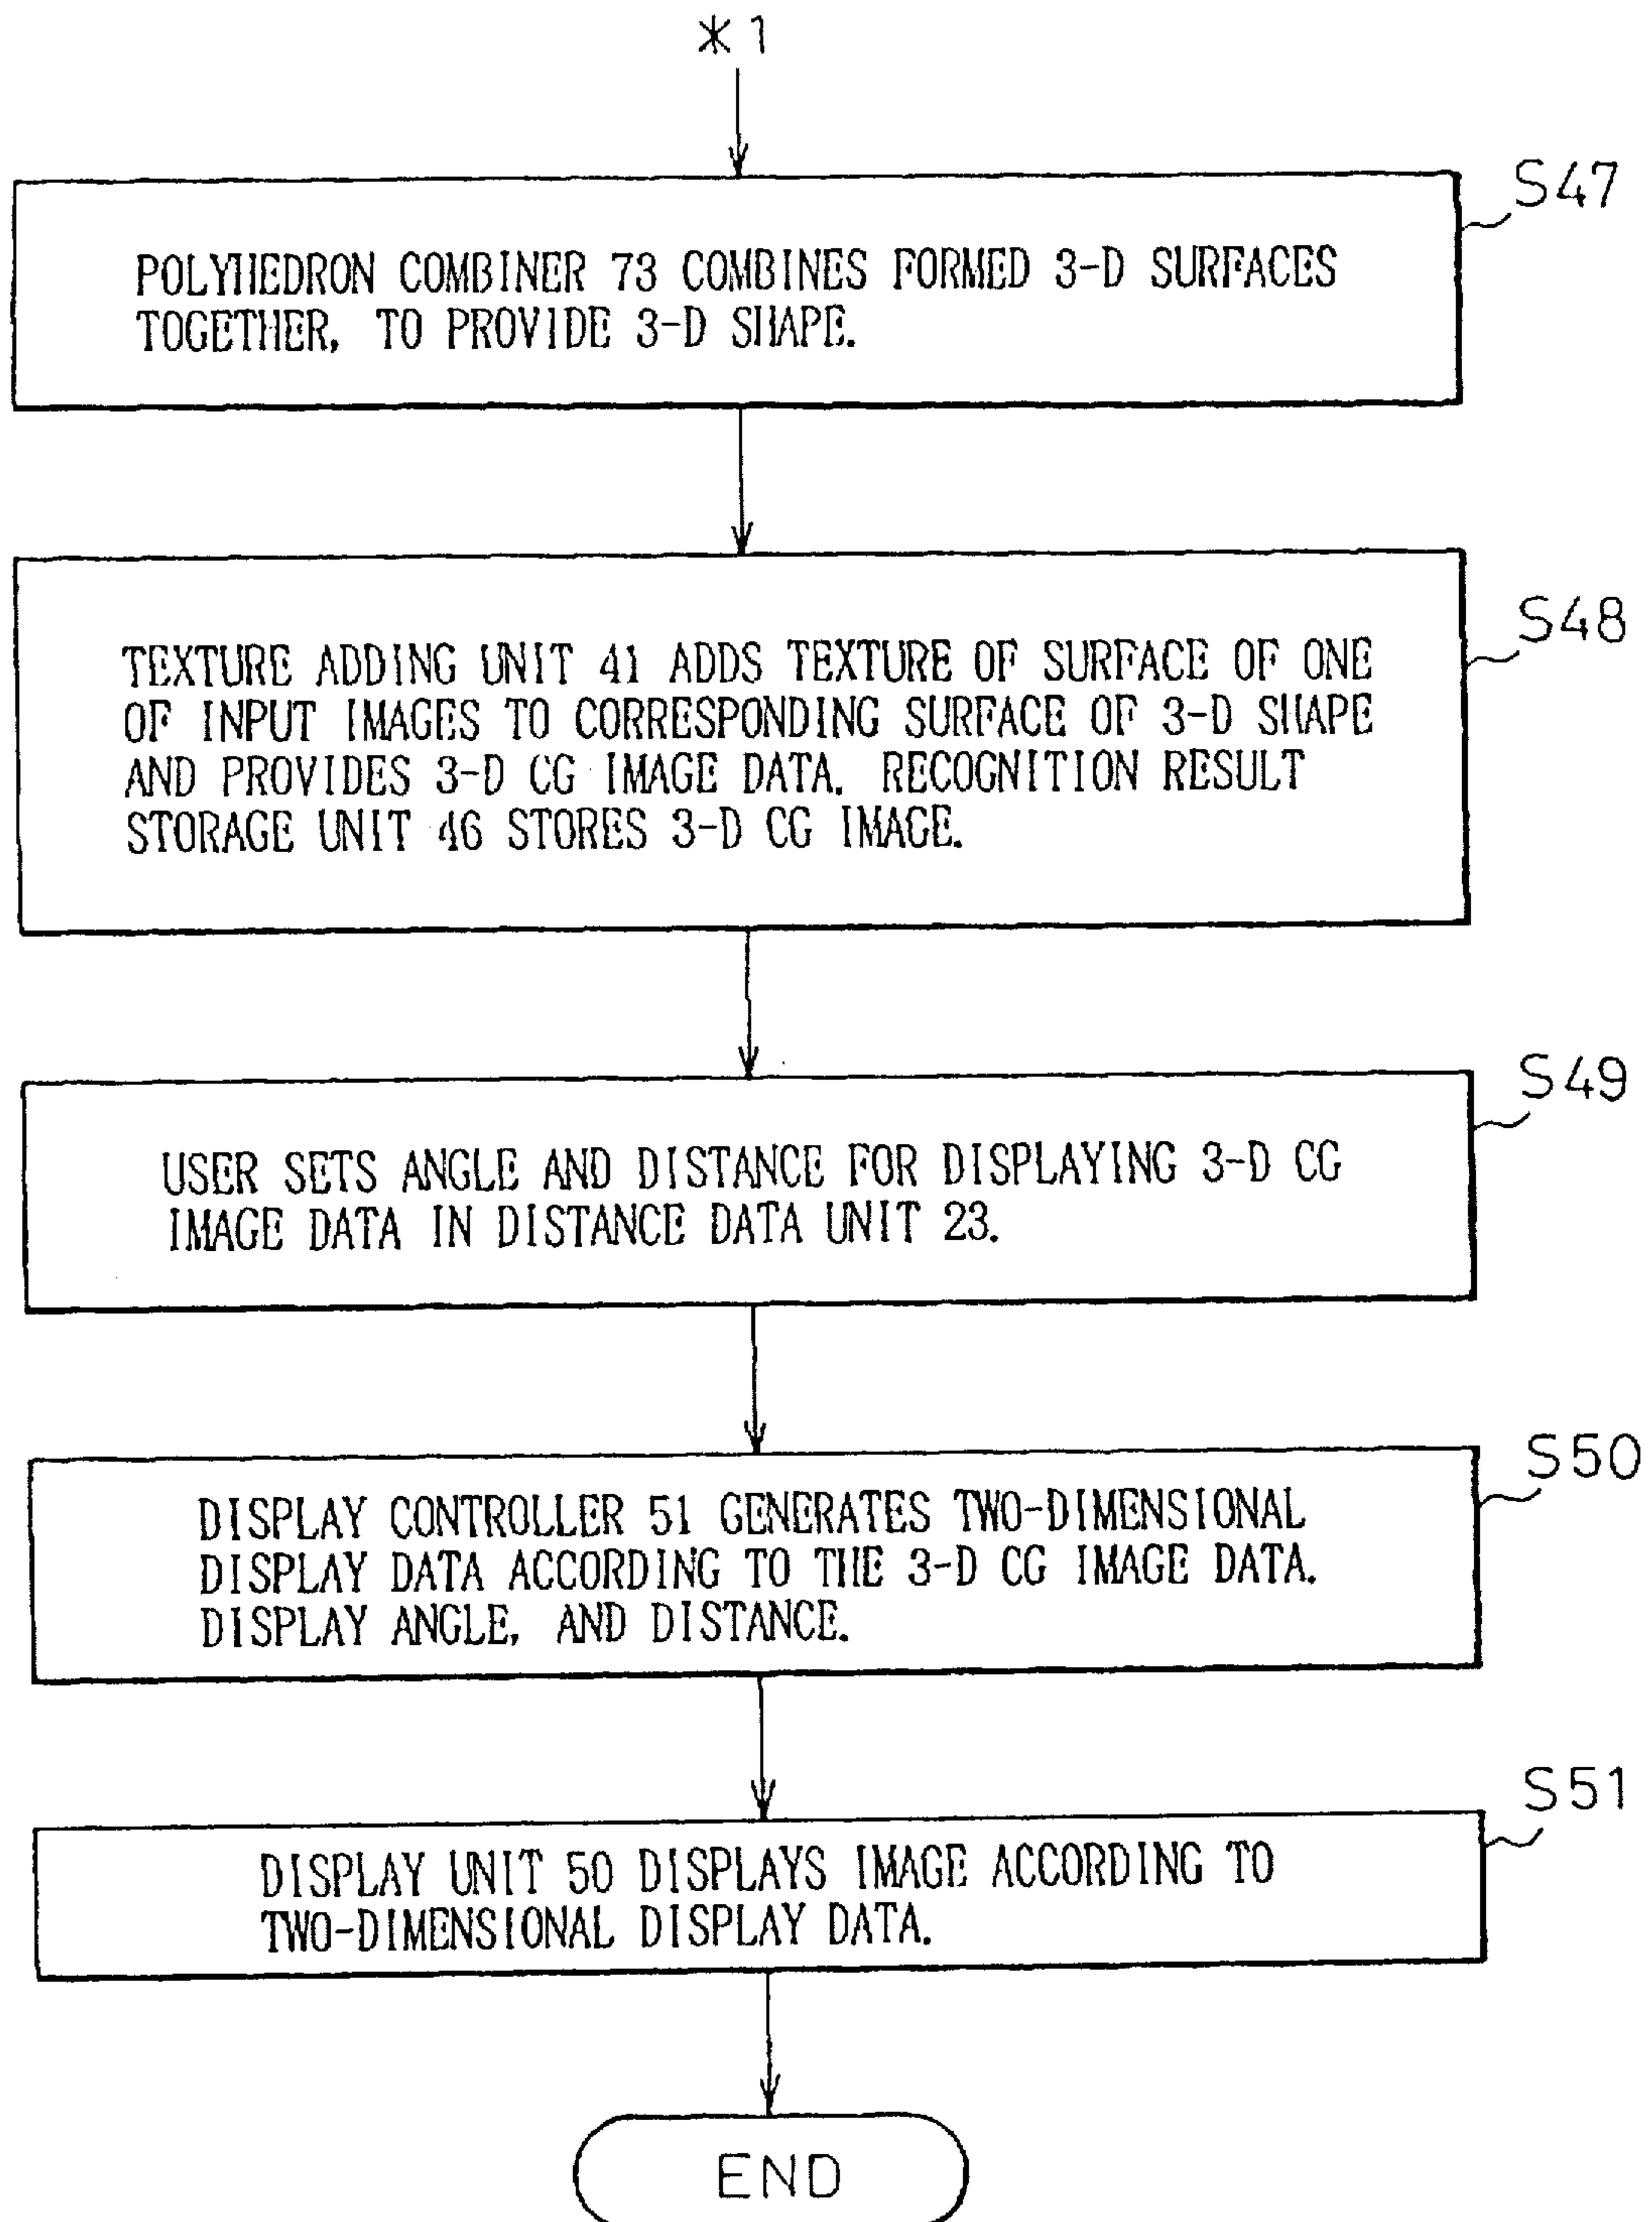 *1
S47
POLYHEDRON COMBINER 73 COMBINES FORMED 3-D SURFACES
TOGETHER, TO PROVIDE 3-D SHAPE.
S48
TEXTURE ADDING UNIT 41 ADDS TEXTURE OF SURFACE OF ONE
OF INPUT IMAGES TO CORRESPONDING SURFACE OF 3-D SHAPE
AND PROVIDES 3-D CG IMAGE DATA. RECOGNITION RESULT
STORAGE UNIT 46 STORES 3-D CG IMAGE.
S49
USER SETS ANGLE AND DISTANCE FOR DISPLAYING 3-D CG
IMAGE DATA IN DISTANCE DATA UNIT 23.
S50
DISPLAY CONTROLLER 51 GENERATES TWO-DIMENSIONAL
DISPLAY DATA ACCORDING TO THE 3-D CG IMAGE DATA.
DISPLAY ANGLE, AND DISTANCE.
S51
DISPLAY UNIT 50 DISPLAYS IMAGE ACCORDING TO
TWO-DIMENSIONAL DISPLAY DATA.
END